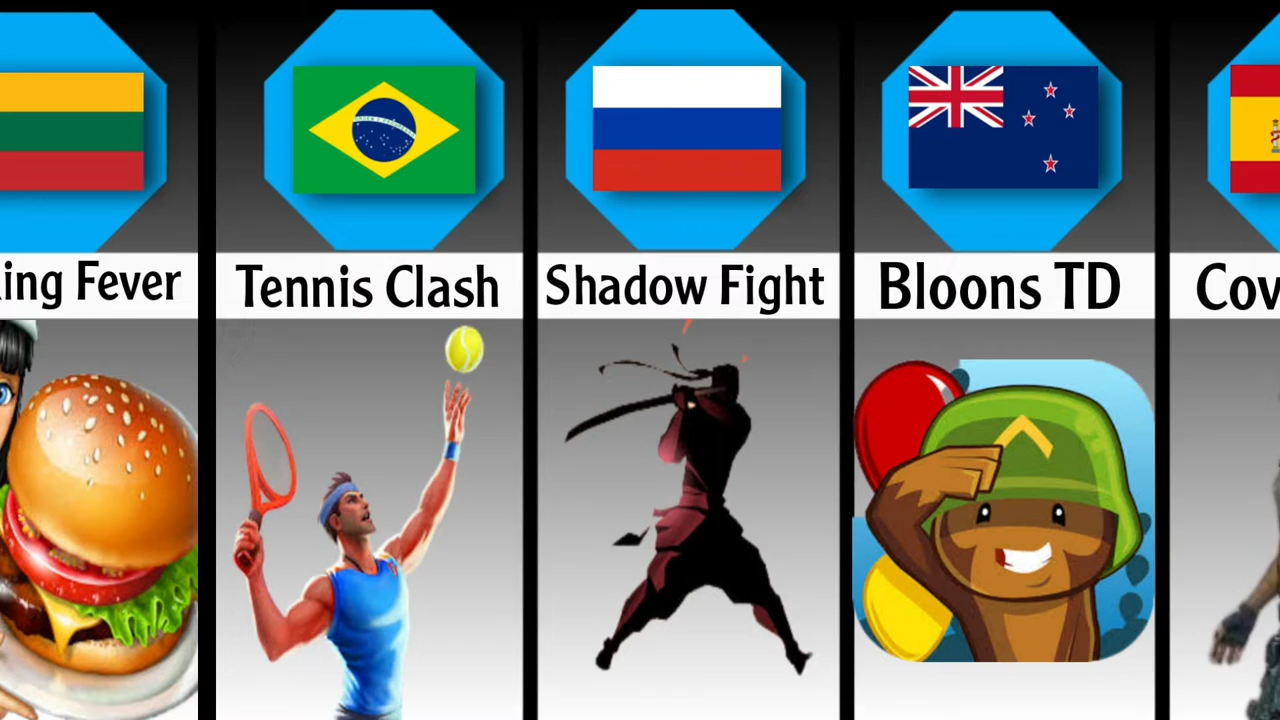 ing Fever
Tennis Clash
Shadow Fight
Bloons TD
Cov